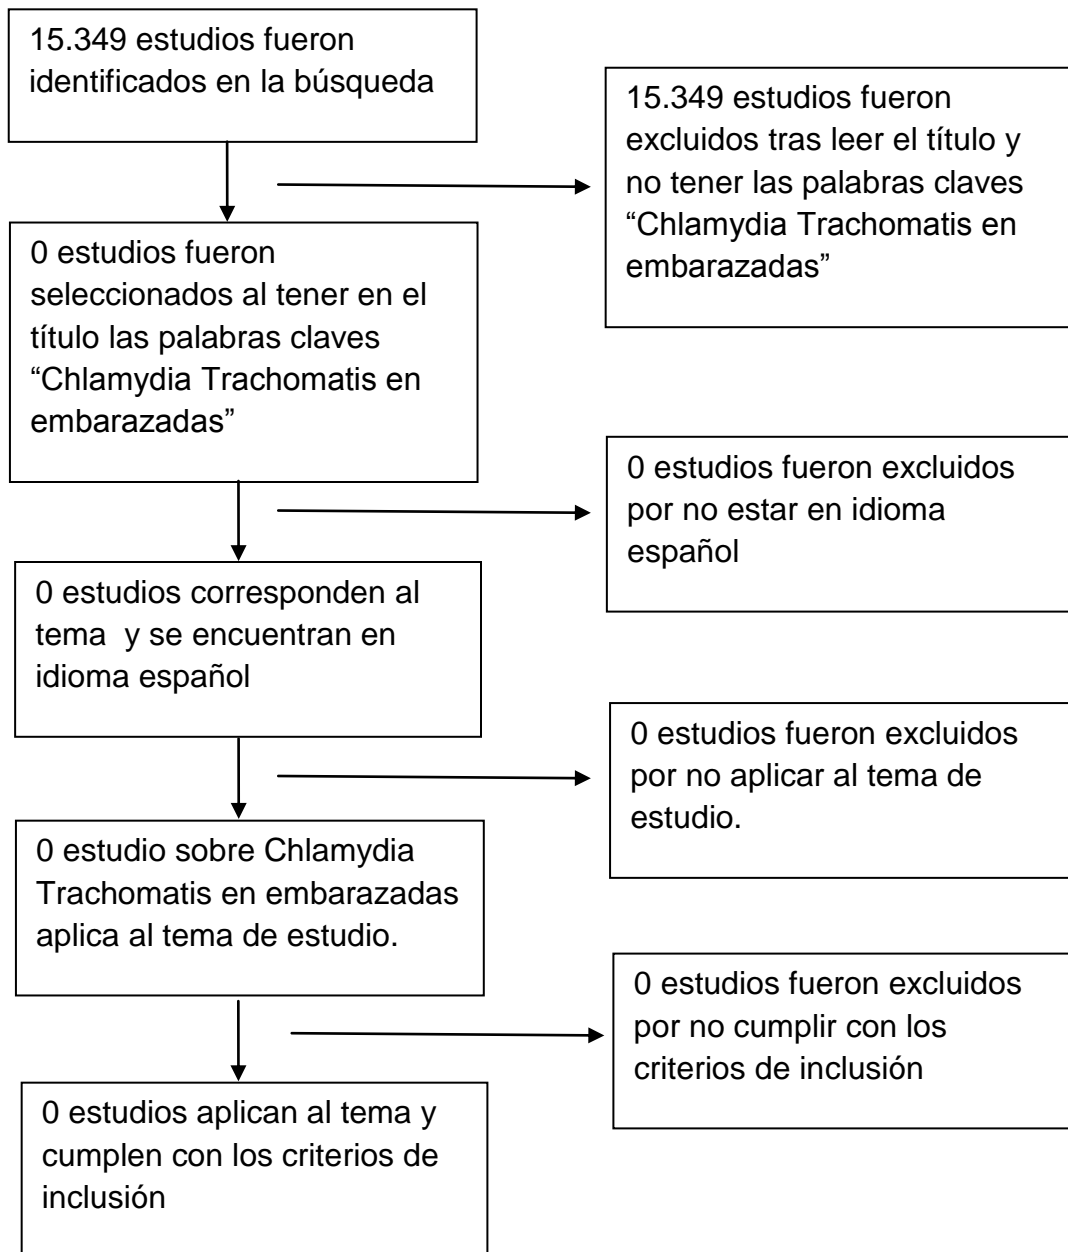 15.349 estudios fueron
identificados en la búsqueda
15.349 estudios fueron
excluidos tras leer el título y
no tener las palabras claves
“Chlamydia Trachomatis en
embarazadas”
0 estudios fueron
seleccionados al tener en el
título las palabras claves
“Chlamydia Trachomatis en
embarazadas”
0 estudios fueron excluidos
por no estar en idioma
español
0 estudios corresponden al
tema y se encuentran en
idioma español
0 estudios fueron excluidos
por no aplicar al tema de
estudio.
0 estudio sobre Chlamydia
Trachomatis en embarazadas
aplica al tema de estudio.
0 estudios fueron excluidos
por no cumplir con los
criterios de inclusión
0 estudios aplican al tema y
cumplen con los criterios de
inclusión